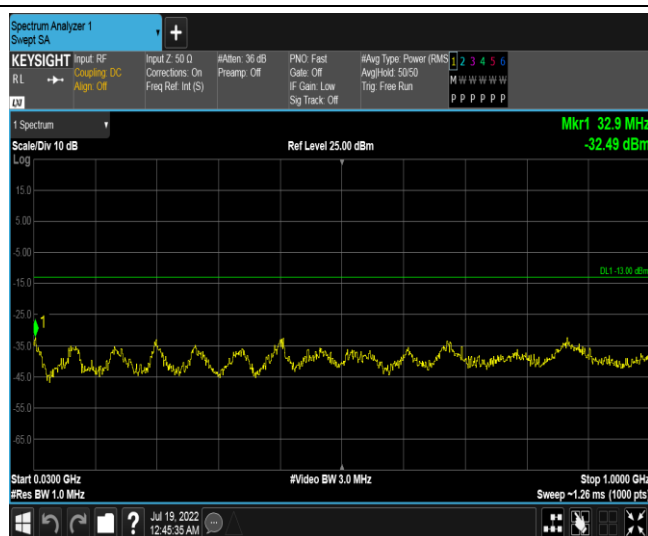 Spectrum Analyzer 1
Swept SA
+
KEYSIGHT
RL
LXI
Input: RF
Coupling: DC
Align: Off
Input Z: 50 Ω
Corrections: On
Freq Ref: Int (S)
#Atten: 36 dB
Preamp: Off
PNO: Fast
Gate: Off
IF Gain: Low
Sig Track: Off
#Avg Type: Power (RMS
Avg|Hold: 50/50
Trig: Free Run
1 2 3 4 5 6
M W W W W W
P P P P P P
1 Spectrum
Scale/Div 10 dB
Log
Ref Level 25.00 dBm
Mkr1 32.9 MHz
-32.49 dBm
15.0
5.00
-5.00
DL1 -13.00 dBm
-15.0
-25.0
1
-35.0
-45.0
-55.0
-65.0
Start 0.0300 GHz
#Res BW 1.0 MHz
#Video BW 3.0 MHz
Stop 1.0000 GHz
Sweep ~1.26 ms (1000 pts)
?
Jul 19, 2022
12:45:35 AM